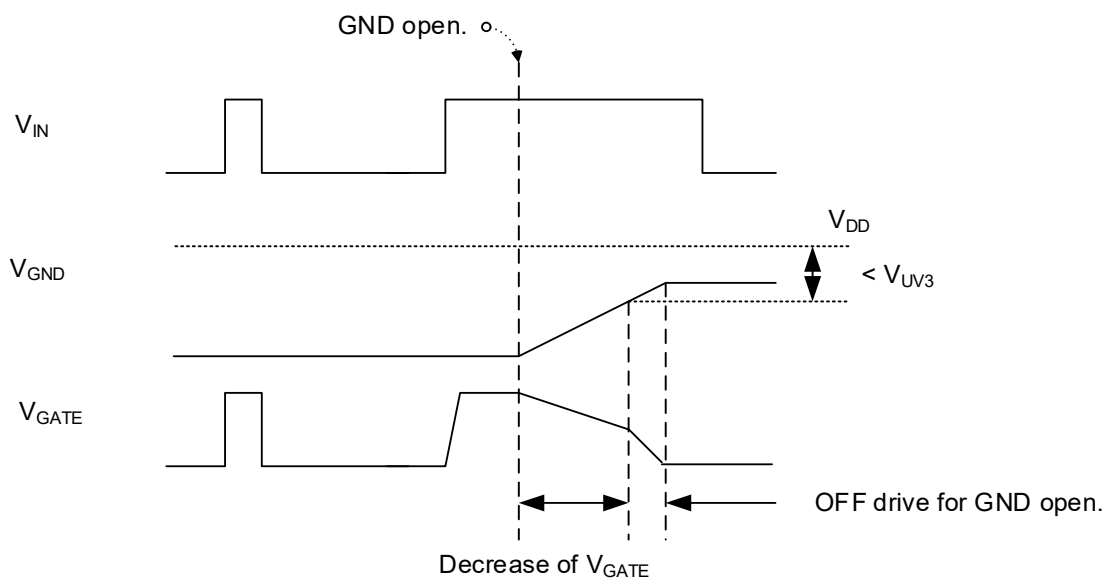 GND open.
VIN
VDD
VGND
< VUV3
VGATE
OFF drive for GND open.
Decrease of VGATE